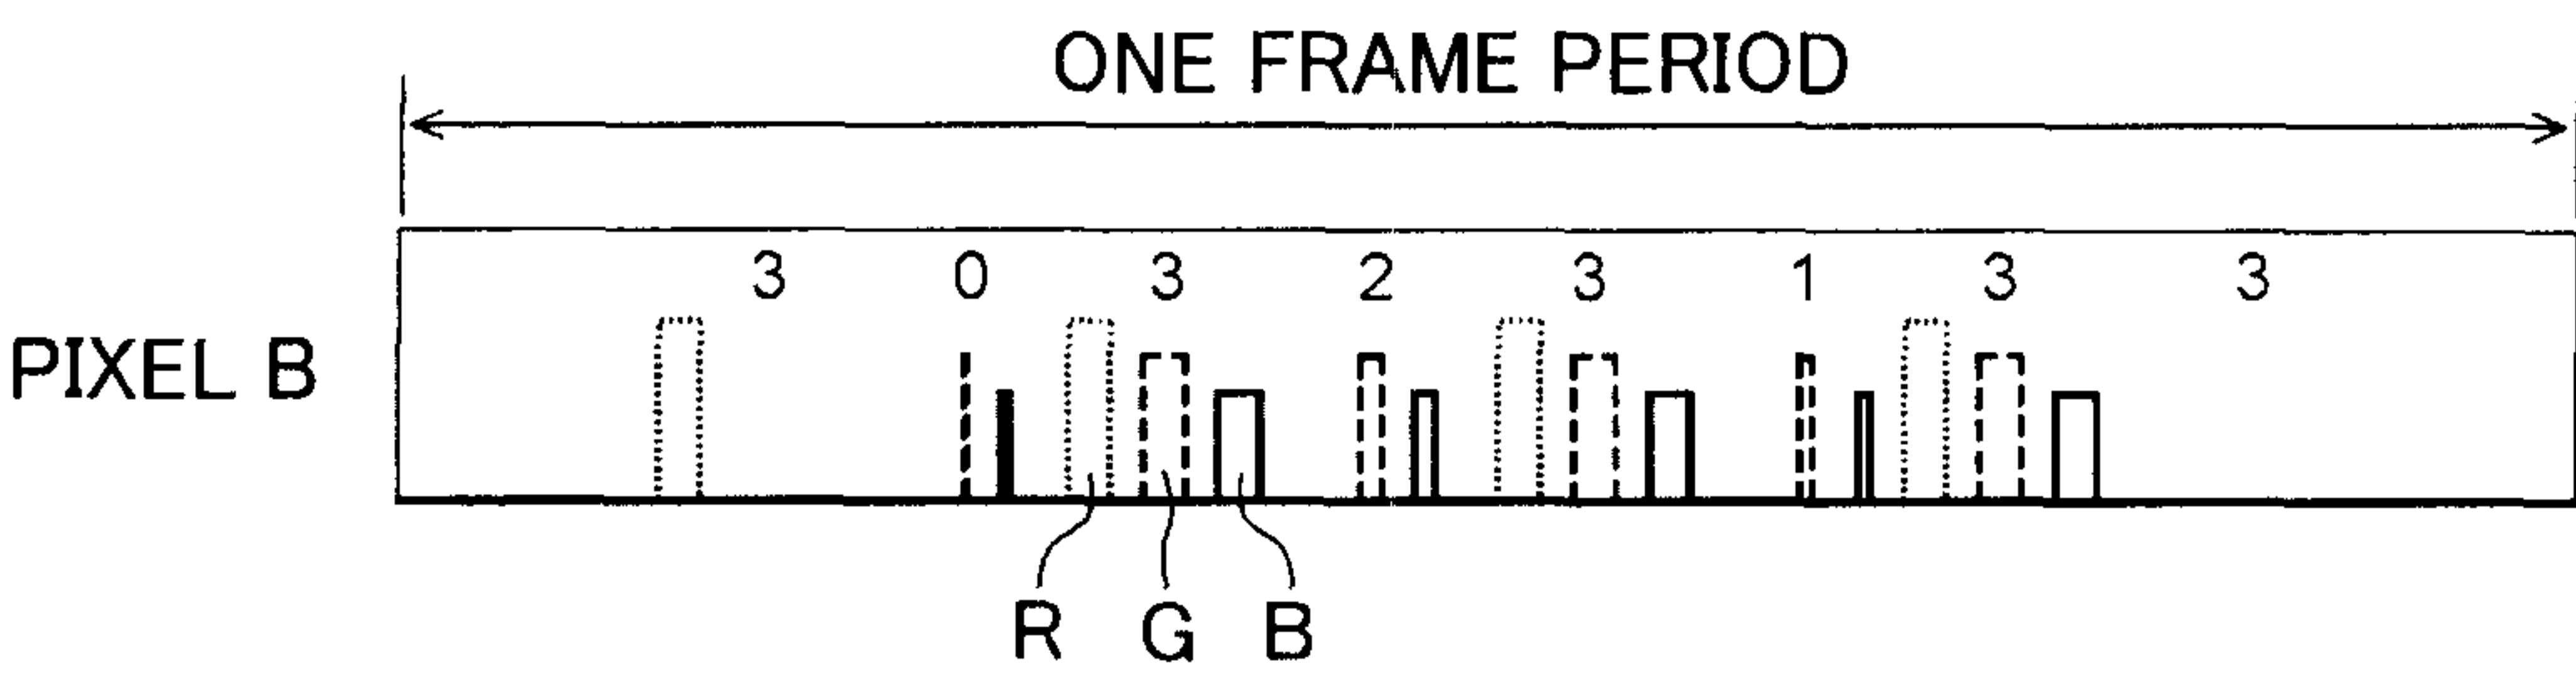 ONE FRAME PERIOD
3 0 3 2 3 1 3 3
PIXEL B
R G B